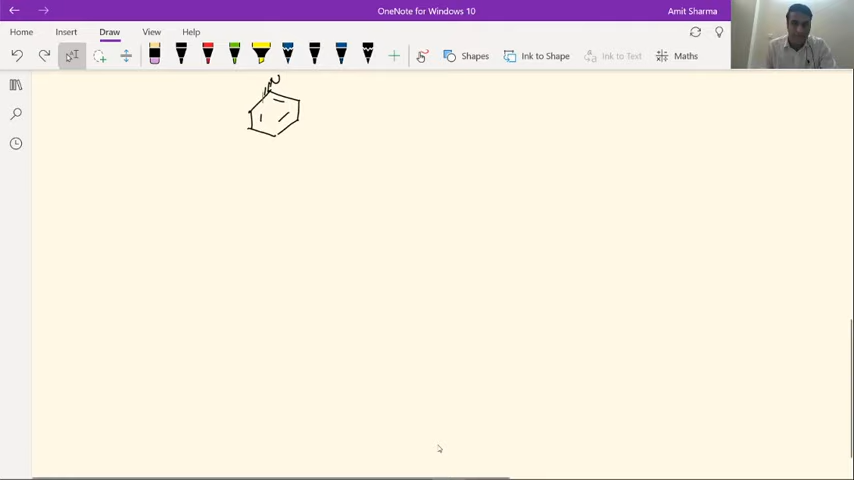 OneNote for Windows 10
Amit Sharma
Home Insert Draw View Help
Shapes Ink to Shape Ink to Text Maths
N